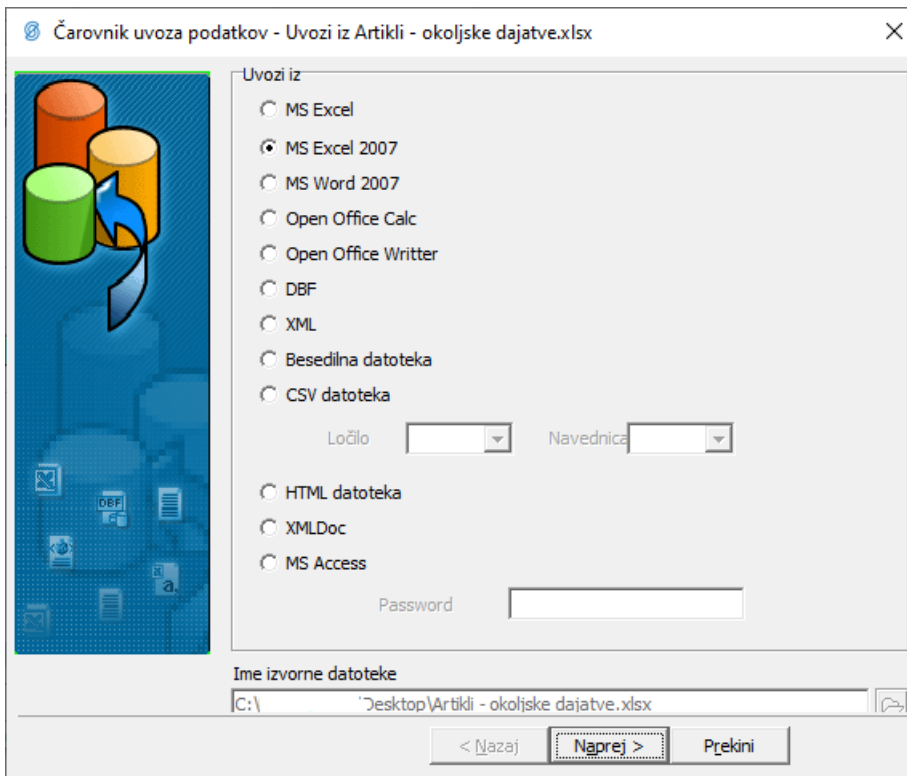 Čarovnik uvoza podatkov - Uvozi iz Artikli - okoljske dajatve.xlsx
Uvozi iz
MS Excel
MS Excel 2007
MS Word 2007
Open Office Calc
Open Office Writter
DBF
XML
Besedilna datoteka
CSV datoteka
Ločilo Navednica
HTML datoteka
XMLDoc
MS Access
Password
DBF
a.
Ime izvorne datoteke
C:\ Desktop\Artikli - okoljske dajatve.xlsx
< Nazaj Naprej > Prekini